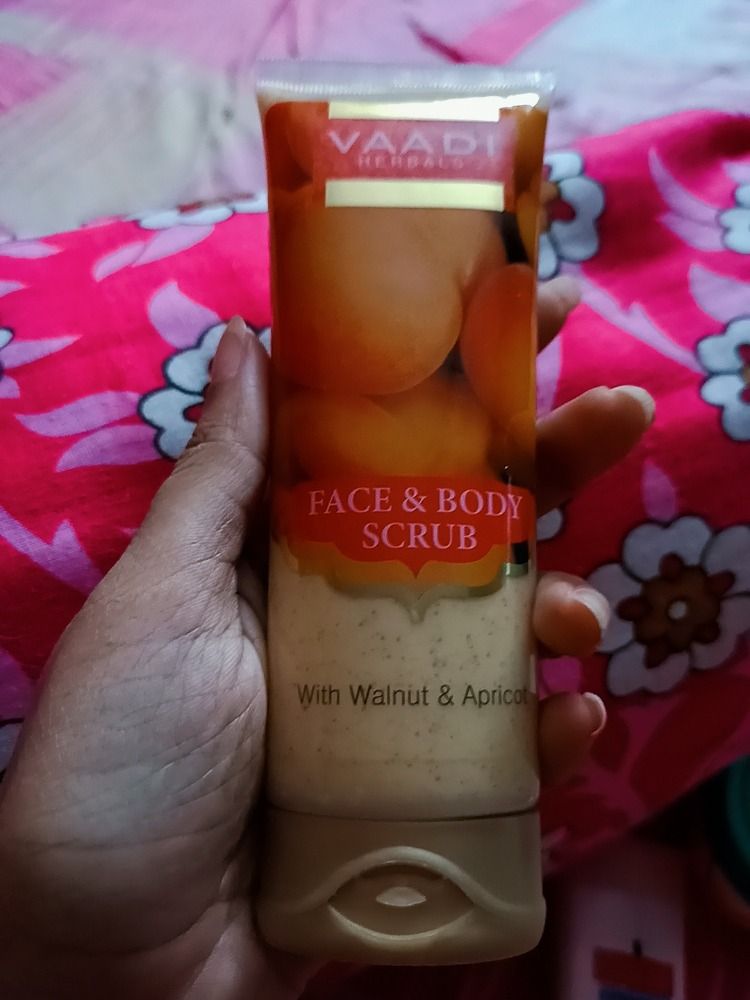 VAADI
HERBALS
FACE & BODY
SCRUB
With Walnut & Apricot